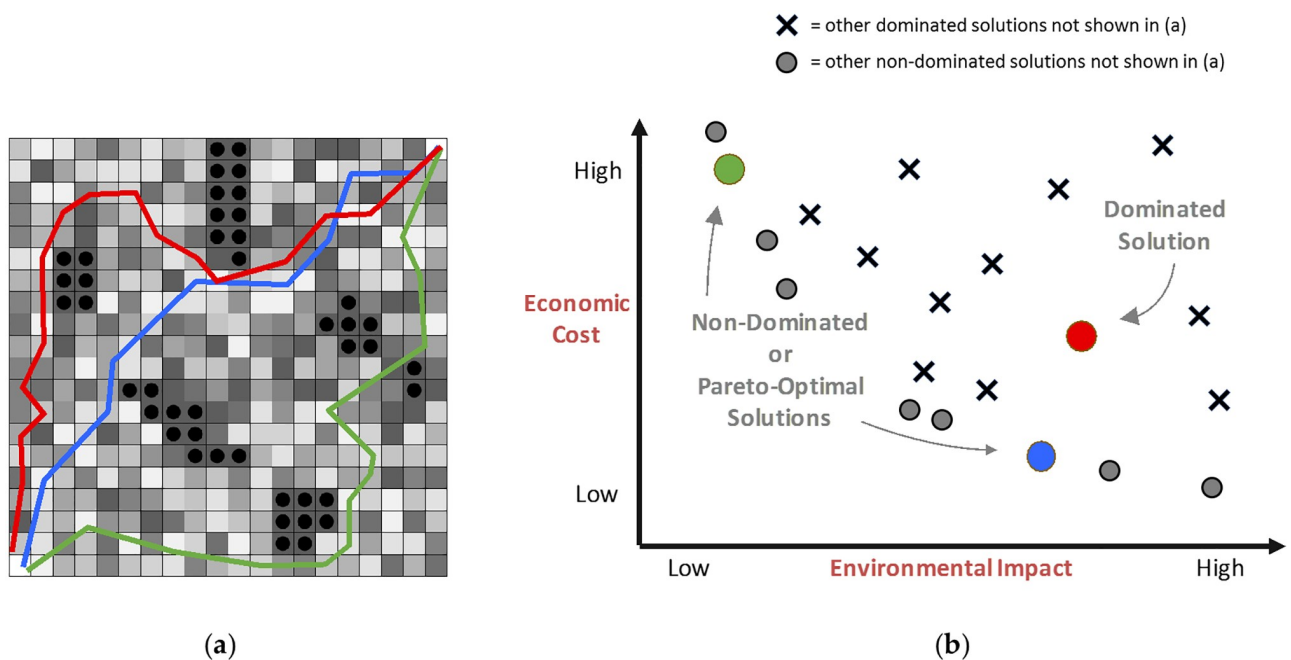 = other dominated solutions not shown in (a)
= other non-dominated solutions not shown in (a)
High
Dominated
Solution
Economic
Cost
Non-Dominated
or
Pareto-Optimal
Solutions
Low
Low
Environmental Impact
High
(a)
(b)